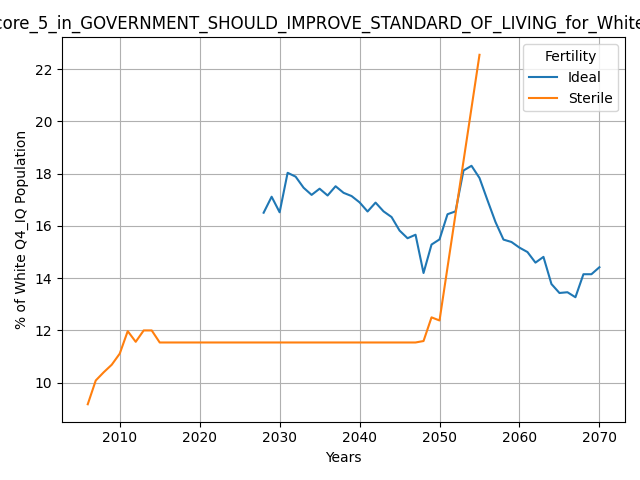 core_5_in_GOVERNMENT_SHOULD_IMPROVE_STANDARD_OF_LIVING_for_White
Fertility
Ideal
Sterile
% of White Q4_IQ Population
22
20
18
16
14
12
10
2010 2020 2030 2040 2050 2060 2070
Years